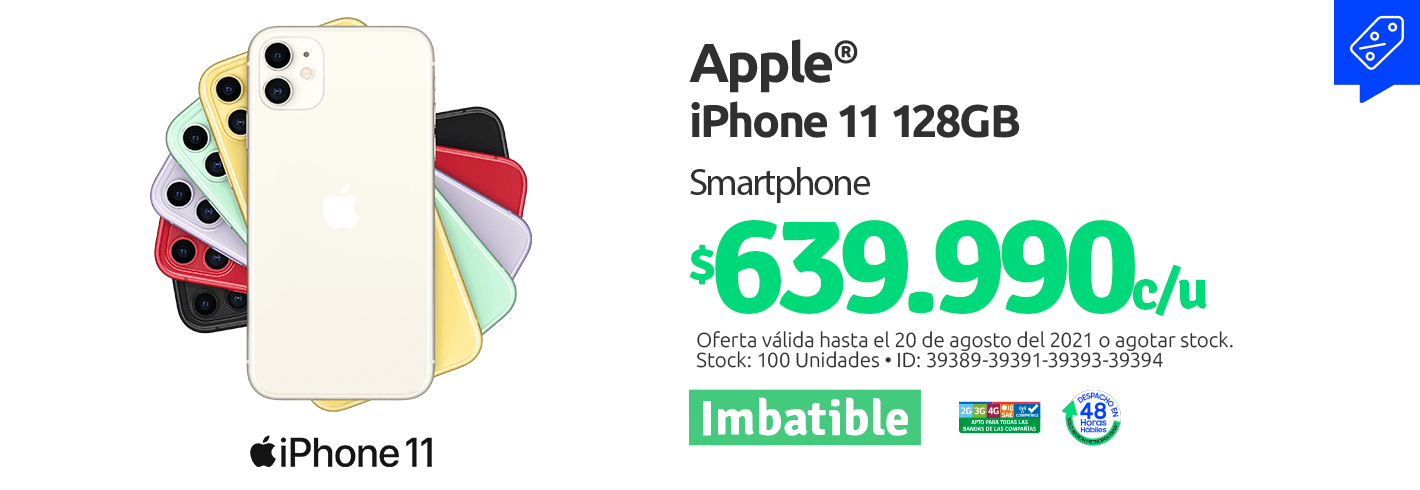 Apple®
iPhone 11 128GB
Smartphone
$639.990c/u
Oferta válida hasta el 20 de agosto del 2021 o agotar stock.
Stock: 100 Unidades • ID: 39389-39391-39393-39394
Imbatible
2G 3G 4G SAE COMPATIBLE
APTO PARA TODAS LAS
BANDAS DE LAS COMPAÑÍAS
DESPACHO EN
48
Horas
Hábiles
iPhone 11